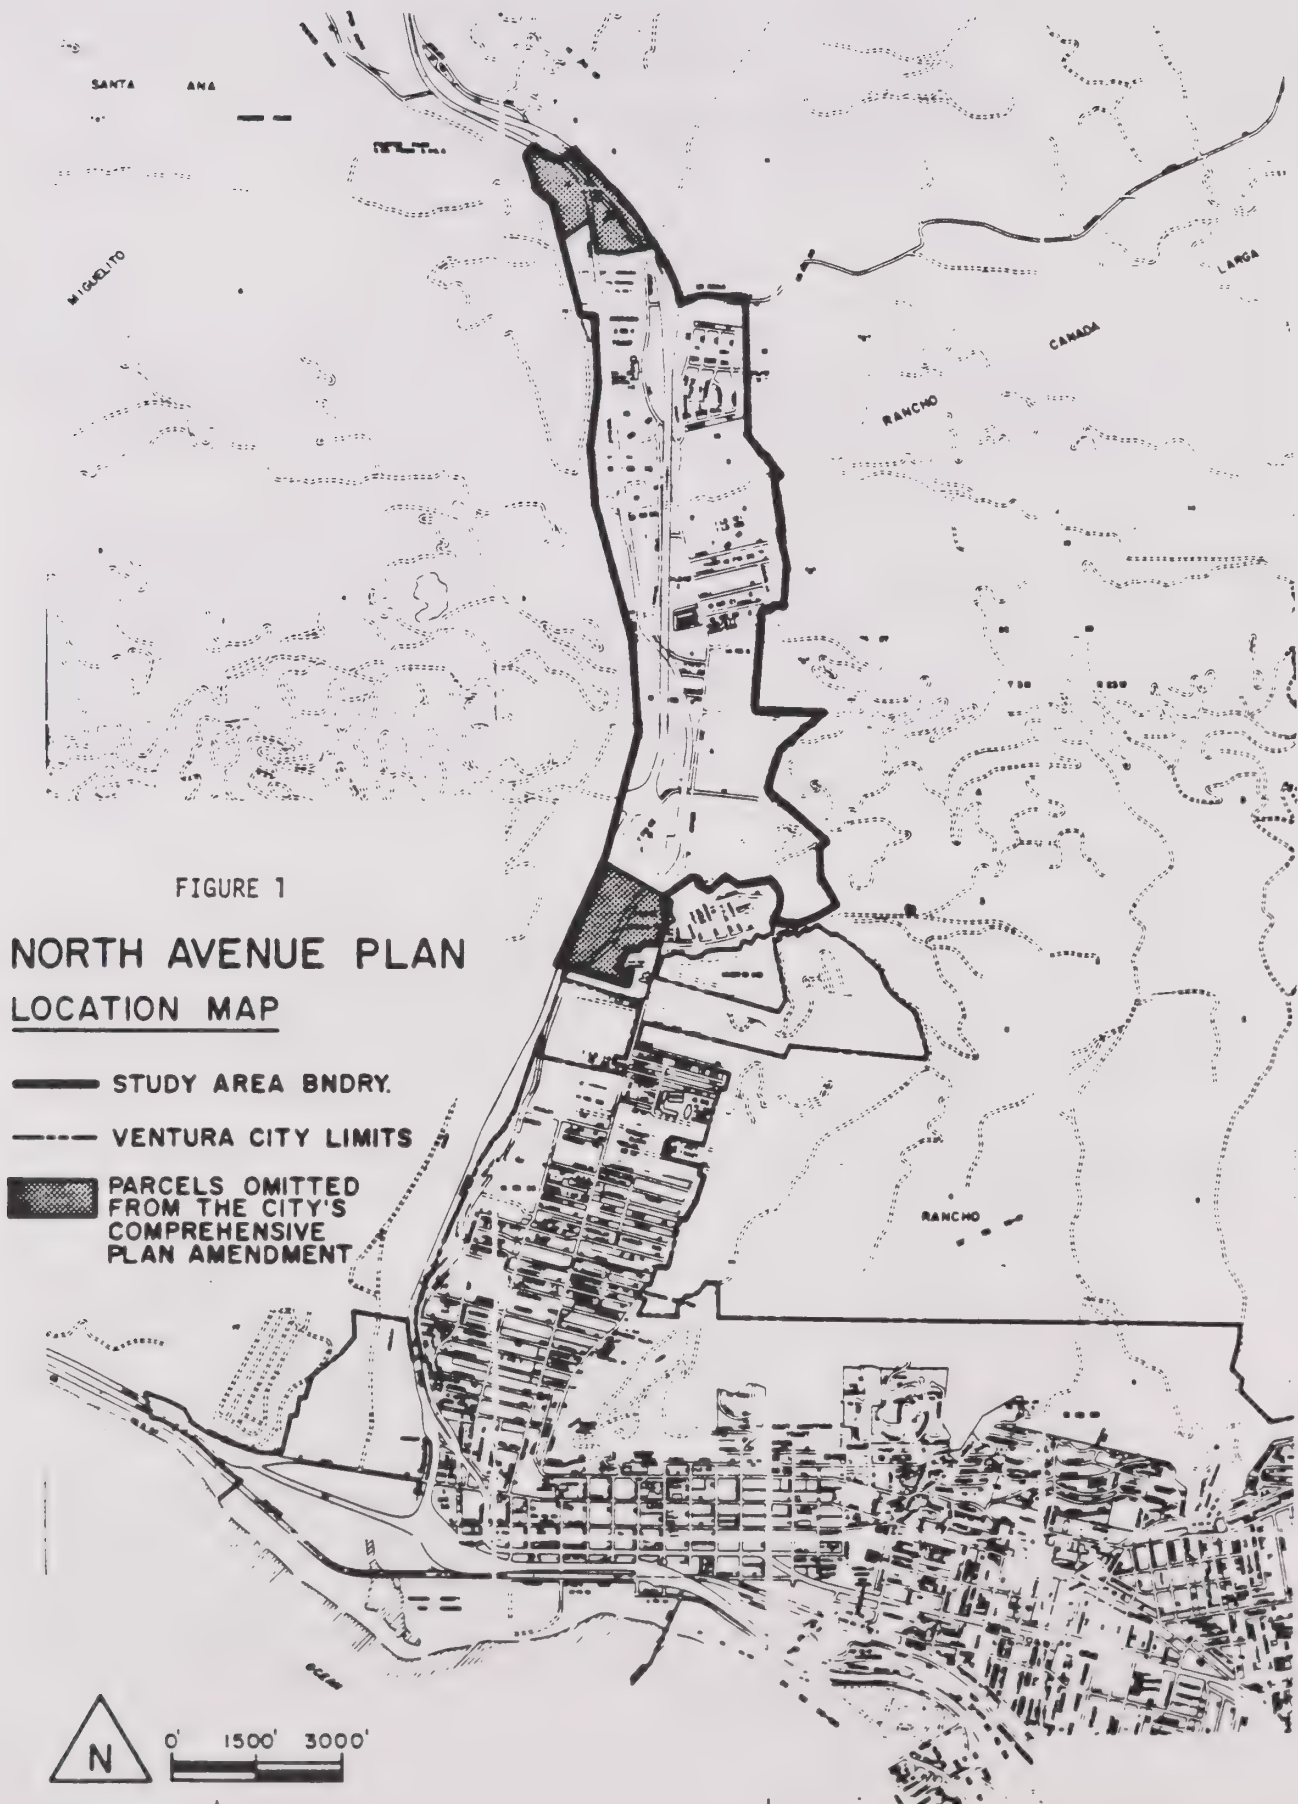 SANTA ANA
MIGUELITO
LARGA
CANADA
RANCHO
FIGURE 1
NORTH AVENUE PLAN
LOCATION MAP
STUDY AREA BNDRY.
VENTURA CITY LIMITS
PARCELS OMITTED
FROM THE CITY'S
COMPREHENSIVE
PLAN AMENDMENT
RANCHO
OCEAN
N
0' 1500' 3000'